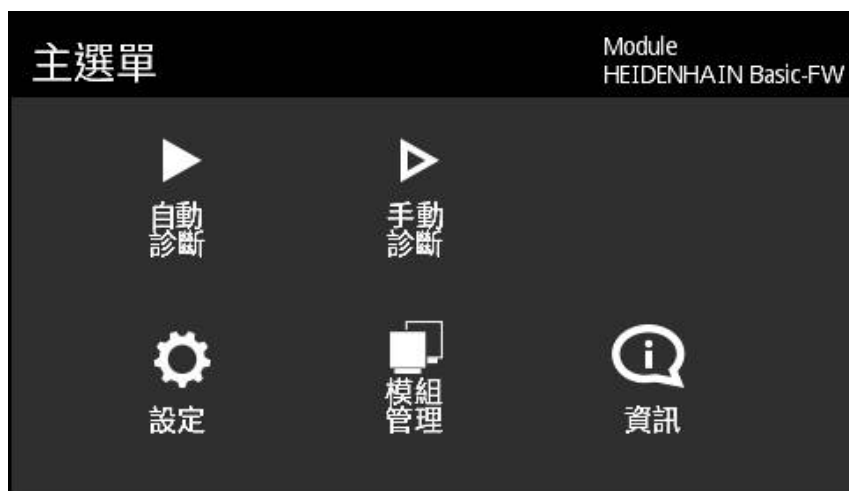 主選單
Module
HEIDENHAIN Basic-FW
自動
診斷
手動
診斷
設定
模組
管理
資訊